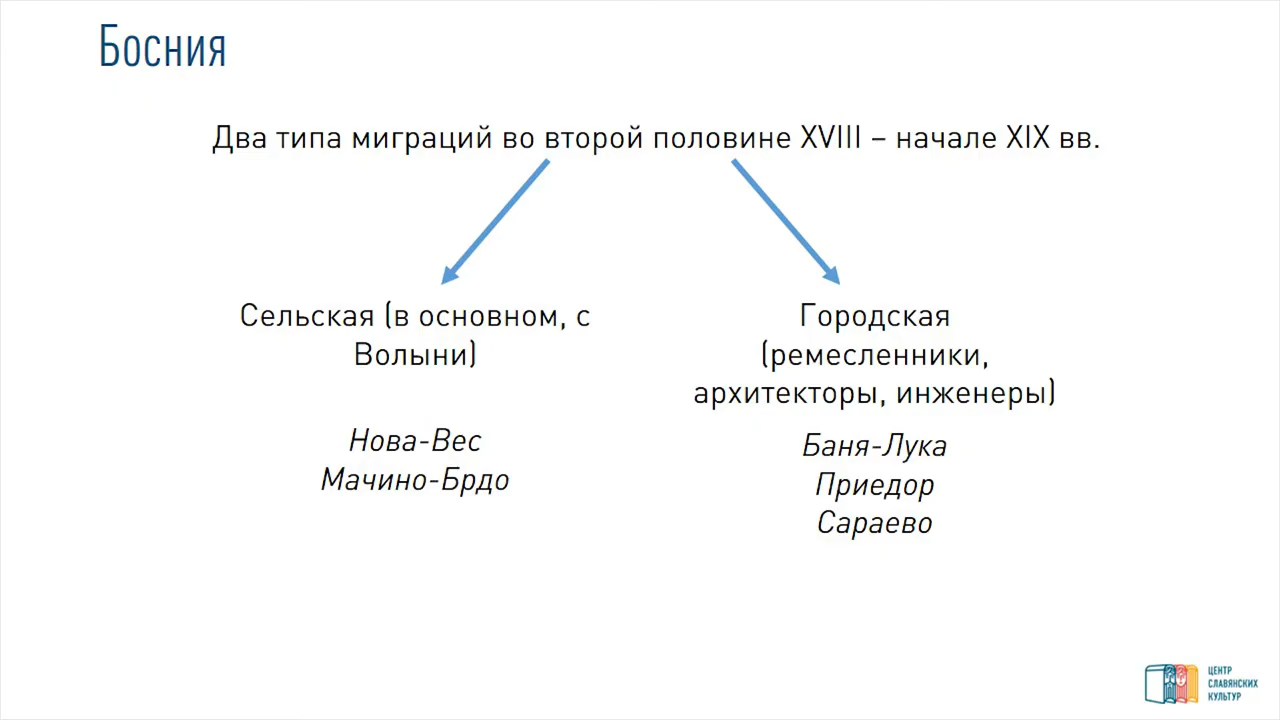 Босния
Два типа миграций во второй половине XVIII – начале XIX вв.
Сельская (в основном, с
Волыни)
Нова-Вес
Мачино-Брдо
Городская
(ремесленники,
архитекторы, инженеры)
Баня-Лука
Приедор
Сараево
ЦЕНТР
СЛАВЯНСКИХ
КУЛЬТУР